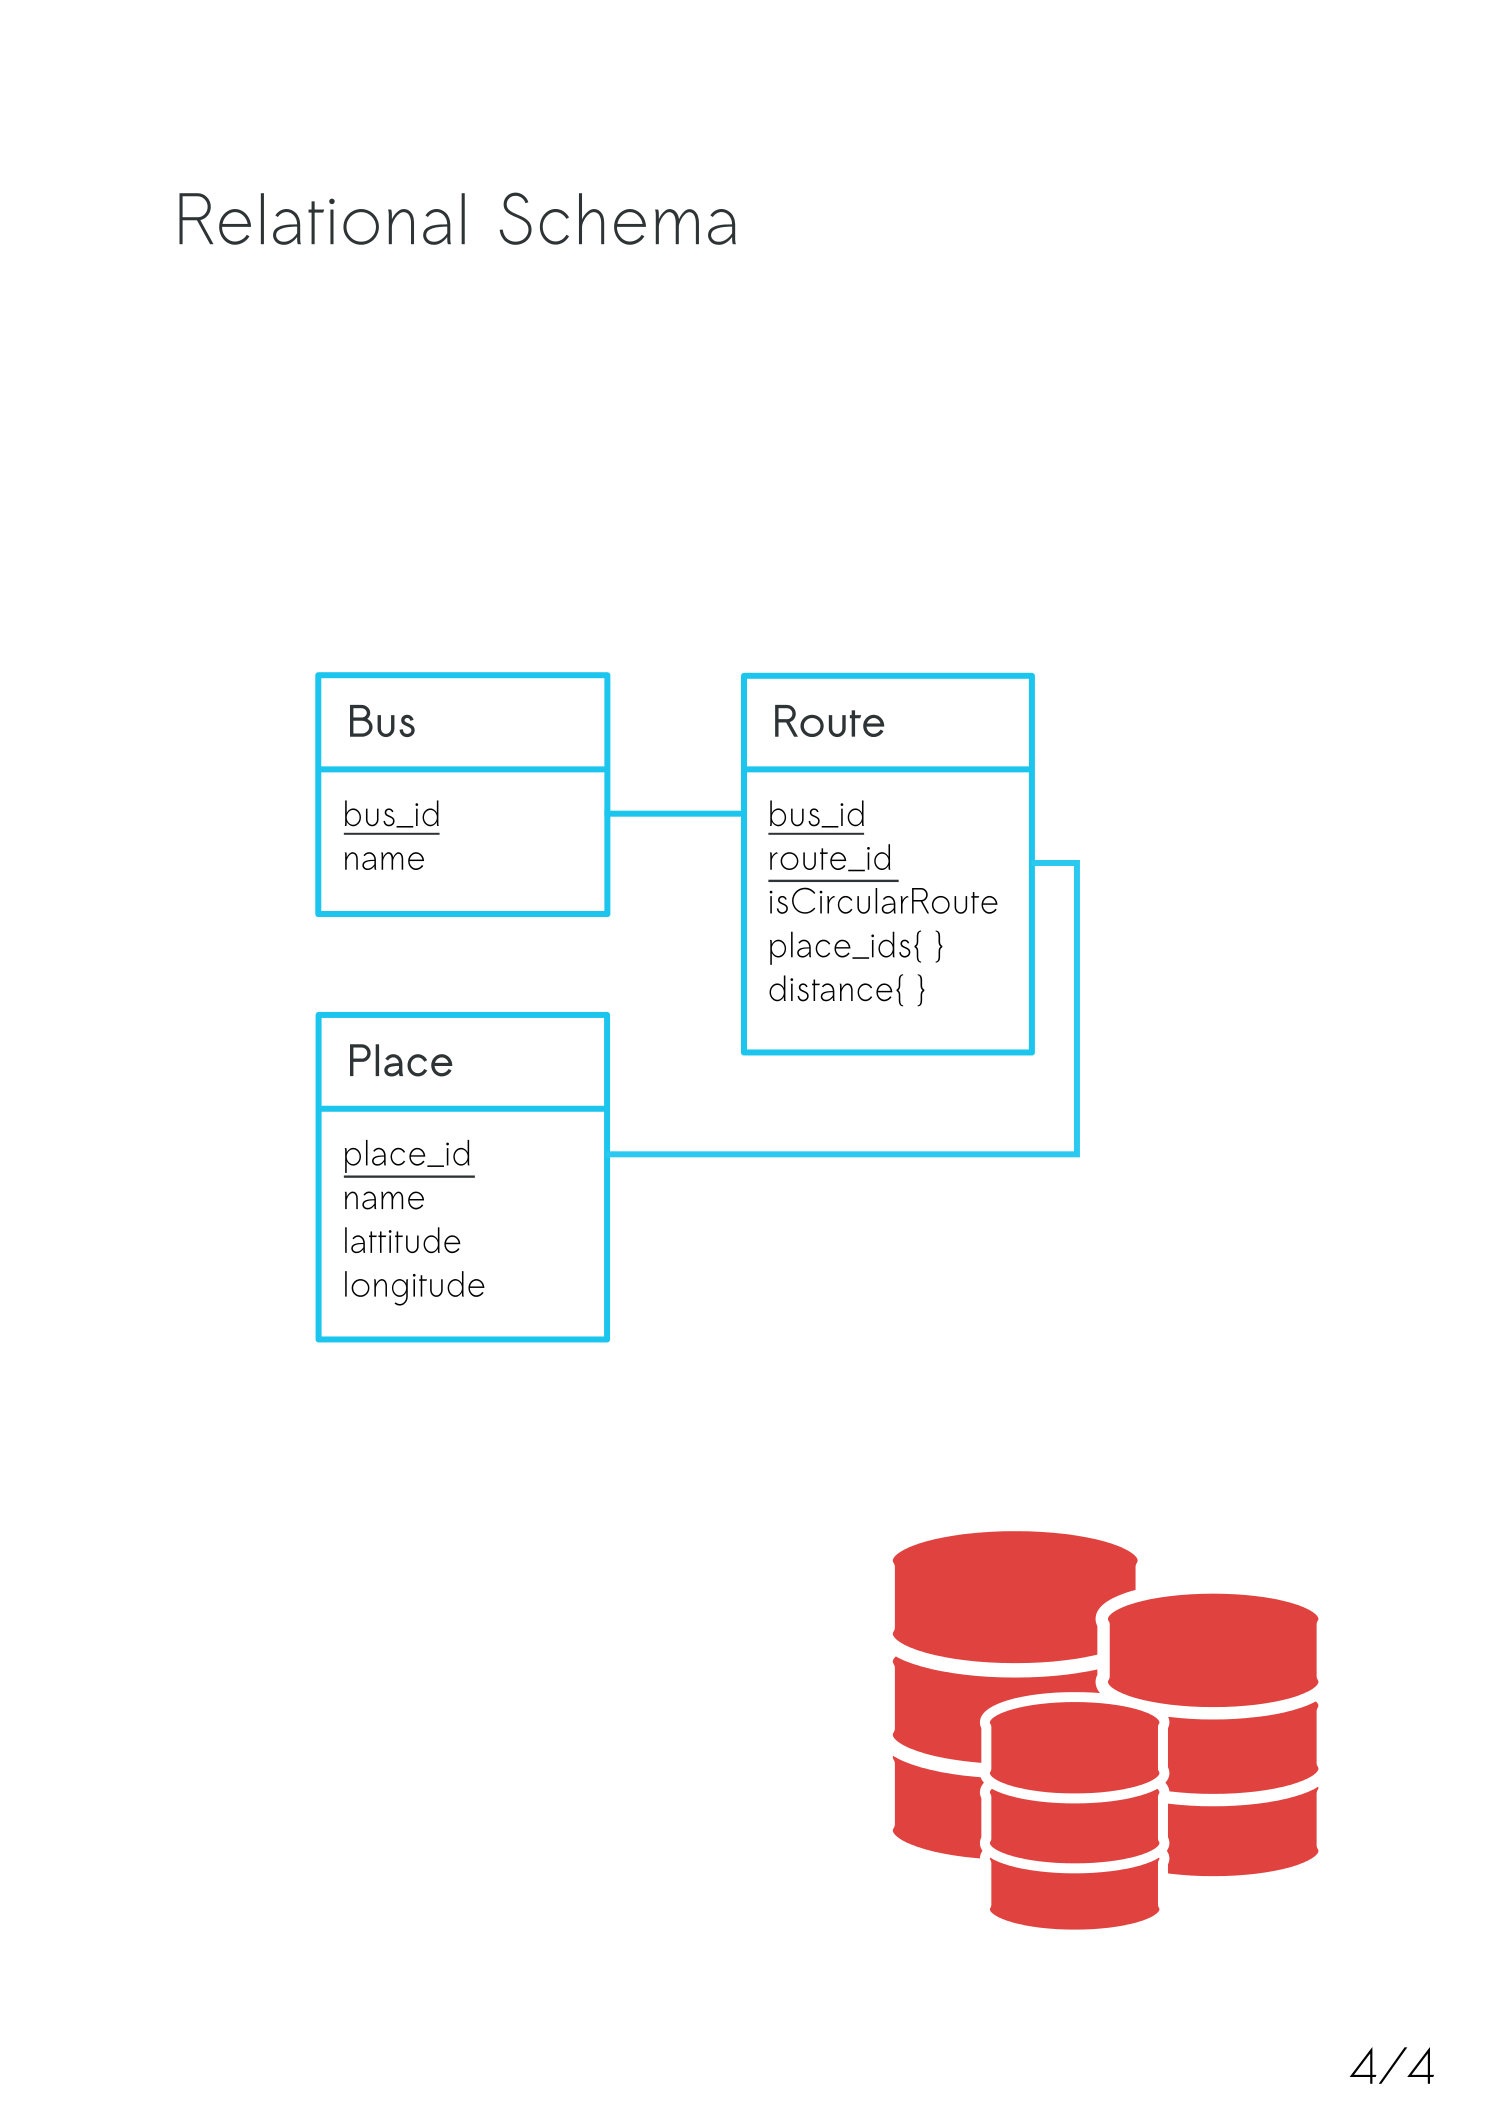 Relational Schema
Bus
bus_id
name
Route
bus_id
route_id
isCircularRoute
place_ids{ }
distance{ }
Place
place_id
name
lattitude
longitude
4/4